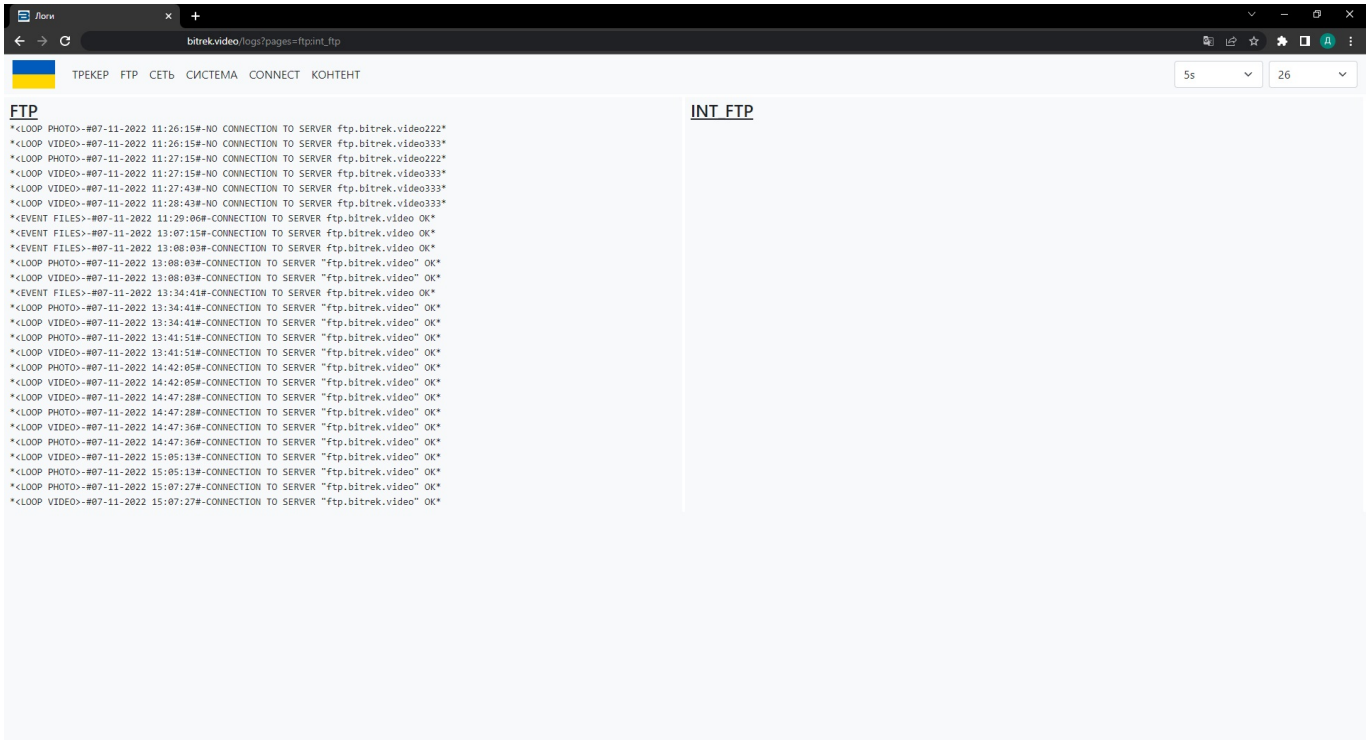 Логи
bitrek.video/logs?pages=ftp:int_ftp
Д
ТРЕКЕР FTP СЕТЬ СИСТЕМА CONNECT КОНТЕНТ
5s
26
FTP
*<LOOP PHOTO>-#07-11-2022 11:26:15#-NO CONNECTION TO SERVER ftp.bitrek.video222*
*<LOOP VIDEO>-#07-11-2022 11:26:15#-NO CONNECTION TO SERVER ftp.bitrek.video333*
*<LOOP PHOTO>-#07-11-2022 11:27:15#-NO CONNECTION TO SERVER ftp.bitrek.video222*
*<LOOP VIDEO>-#07-11-2022 11:27:15#-NO CONNECTION TO SERVER ftp.bitrek.video333*
*<LOOP VIDEO>-#07-11-2022 11:27:43#-NO CONNECTION TO SERVER ftp.bitrek.video333*
*<LOOP VIDEO>-#07-11-2022 11:28:43#-NO CONNECTION TO SERVER ftp.bitrek.video333*
*<EVENT FILES>-#07-11-2022 11:29:06#-CONNECTION TO SERVER ftp.bitrek.video OK*
*<EVENT FILES>-#07-11-2022 13:07:15#-CONNECTION TO SERVER ftp.bitrek.video OK*
*<EVENT FILES>-#07-11-2022 13:08:03#-CONNECTION TO SERVER ftp.bitrek.video OK*
*<LOOP PHOTO>-#07-11-2022 13:08:03#-CONNECTION TO SERVER "ftp.bitrek.video" OK*
*<LOOP VIDEO>-#07-11-2022 13:08:03#-CONNECTION TO SERVER "ftp.bitrek.video" OK*
*<EVENT FILES>-#07-11-2022 13:34:41#-CONNECTION TO SERVER ftp.bitrek.video OK*
*<LOOP PHOTO>-#07-11-2022 13:34:41#-CONNECTION TO SERVER "ftp.bitrek.video" OK*
*<LOOP VIDEO>-#07-11-2022 13:34:41#-CONNECTION TO SERVER "ftp.bitrek.video" OK*
*<LOOP PHOTO>-#07-11-2022 13:41:51#-CONNECTION TO SERVER "ftp.bitrek.video" OK*
*<LOOP VIDEO>-#07-11-2022 13:41:51#-CONNECTION TO SERVER "ftp.bitrek.video" OK*
*<LOOP PHOTO>-#07-11-2022 14:42:05#-CONNECTION TO SERVER "ftp.bitrek.video" OK*
*<LOOP VIDEO>-#07-11-2022 14:42:05#-CONNECTION TO SERVER "ftp.bitrek.video" OK*
*<LOOP VIDEO>-#07-11-2022 14:47:28#-CONNECTION TO SERVER "ftp.bitrek.video" OK*
*<LOOP PHOTO>-#07-11-2022 14:47:28#-CONNECTION TO SERVER "ftp.bitrek.video" OK*
*<LOOP VIDEO>-#07-11-2022 14:47:36#-CONNECTION TO SERVER "ftp.bitrek.video" OK*
*<LOOP PHOTO>-#07-11-2022 14:47:36#-CONNECTION TO SERVER "ftp.bitrek.video" OK*
*<LOOP VIDEO>-#07-11-2022 15:05:13#-CONNECTION TO SERVER "ftp.bitrek.video" OK*
*<LOOP PHOTO>-#07-11-2022 15:05:13#-CONNECTION TO SERVER "ftp.bitrek.video" OK*
*<LOOP PHOTO>-#07-11-2022 15:07:27#-CONNECTION TO SERVER "ftp.bitrek.video" OK*
*<LOOP VIDEO>-#07-11-2022 15:07:27#-CONNECTION TO SERVER "ftp.bitrek.video" OK*
INT_FTP